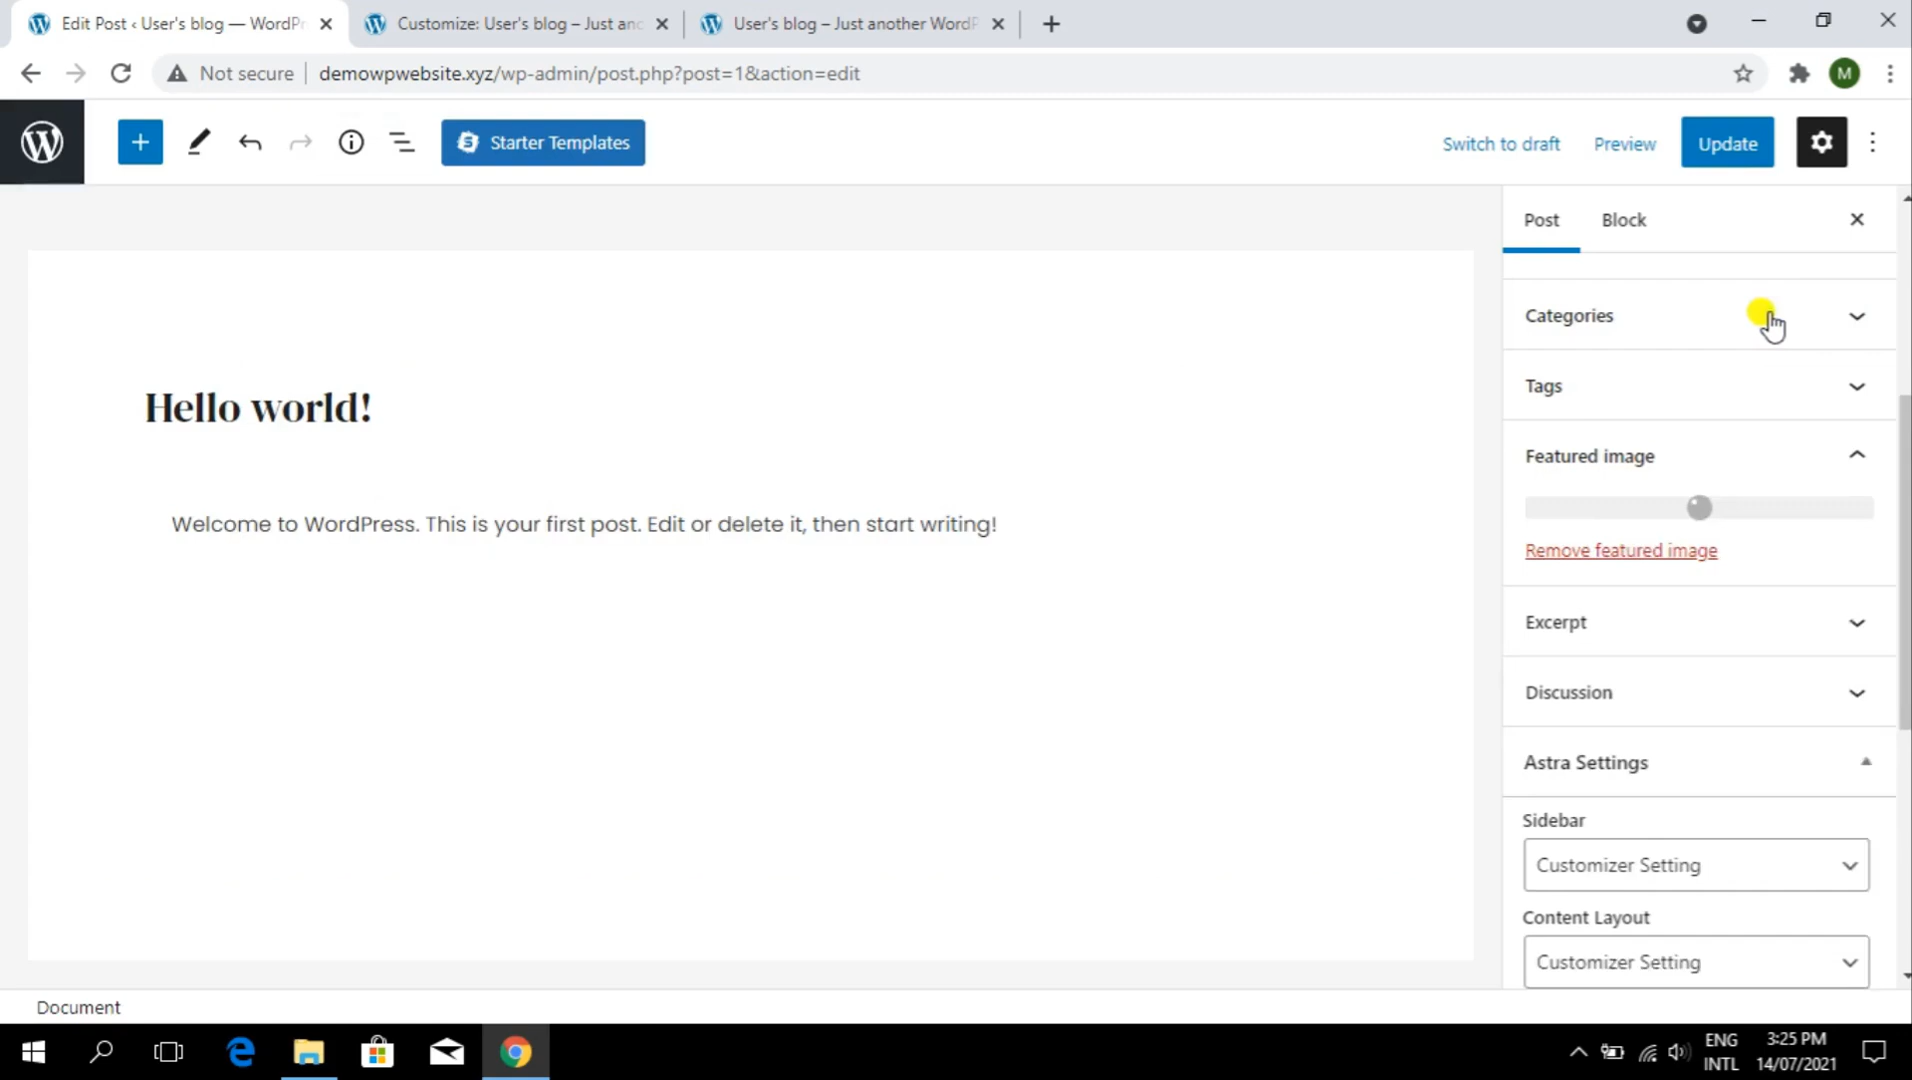 Edit Post ‹ User's blog — WordPr
Customize: User's blog – Just anc
User's blog – Just another WordP
Not secure
demowpwebsite.xyz/wp-admin/post.php?post=1&action=edit
M
Starter Templates
Switch to draft
Preview
Update
Post
Block
Categories
Tags
Featured image
Remove featured image
Excerpt
Discussion
Astra Settings
Sidebar
Customizer Setting
Content Layout
Customizer Setting
Hello world!
Welcome to WordPress. This is your first post. Edit or delete it, then start writing!
Document
ENG
INTL
3:25 PM
14/07/2021